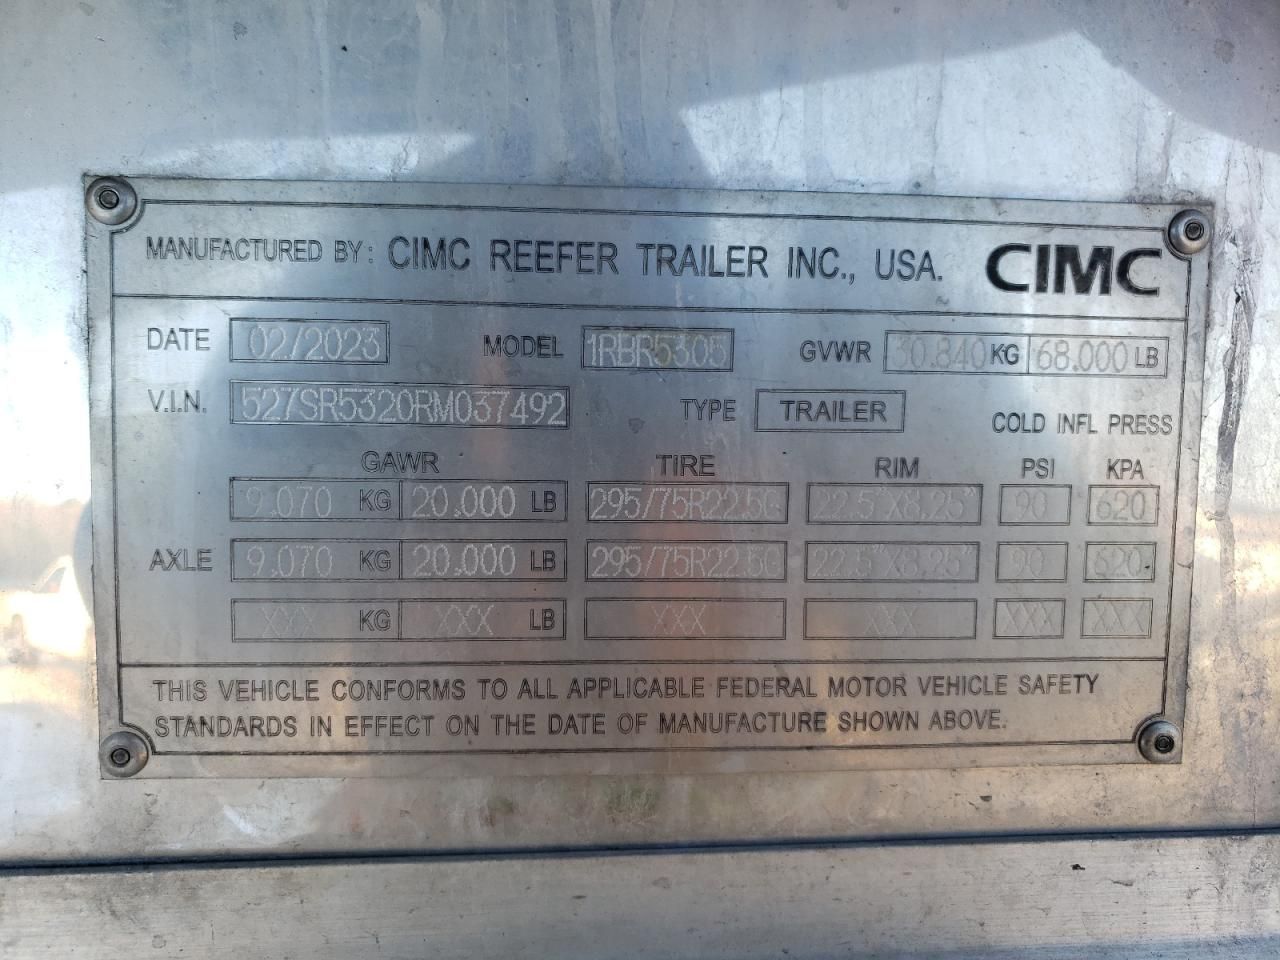 MANUFACTURED BY: CIMC REEFER TRAILER INC., USA. CIMC
DATE 02/2023 MODEL 1RBR5305 GVWR 30.840 KG 68.000 LB
V.I.N. 527SR5320RM037492 TYPE TRAILER COLD INFL PRESS
GAWR TIRE RIM PSI KPA
9.070 KG 20.000 LB 295/75R22.5G 22.5"X8.25" 90 620
AXLE 9.070 KG 20.000 LB 295/75R22.5G 22.5"X8.25" 90 620
XXX KG XXX LB XXX XX XXX XXX
THIS VEHICLE CONFORMS TO ALL APPLICABLE FEDERAL MOTOR VEHICLE SAFETY
STANDARDS IN EFFECT ON THE DATE OF MANUFACTURE SHOWN ABOVE.